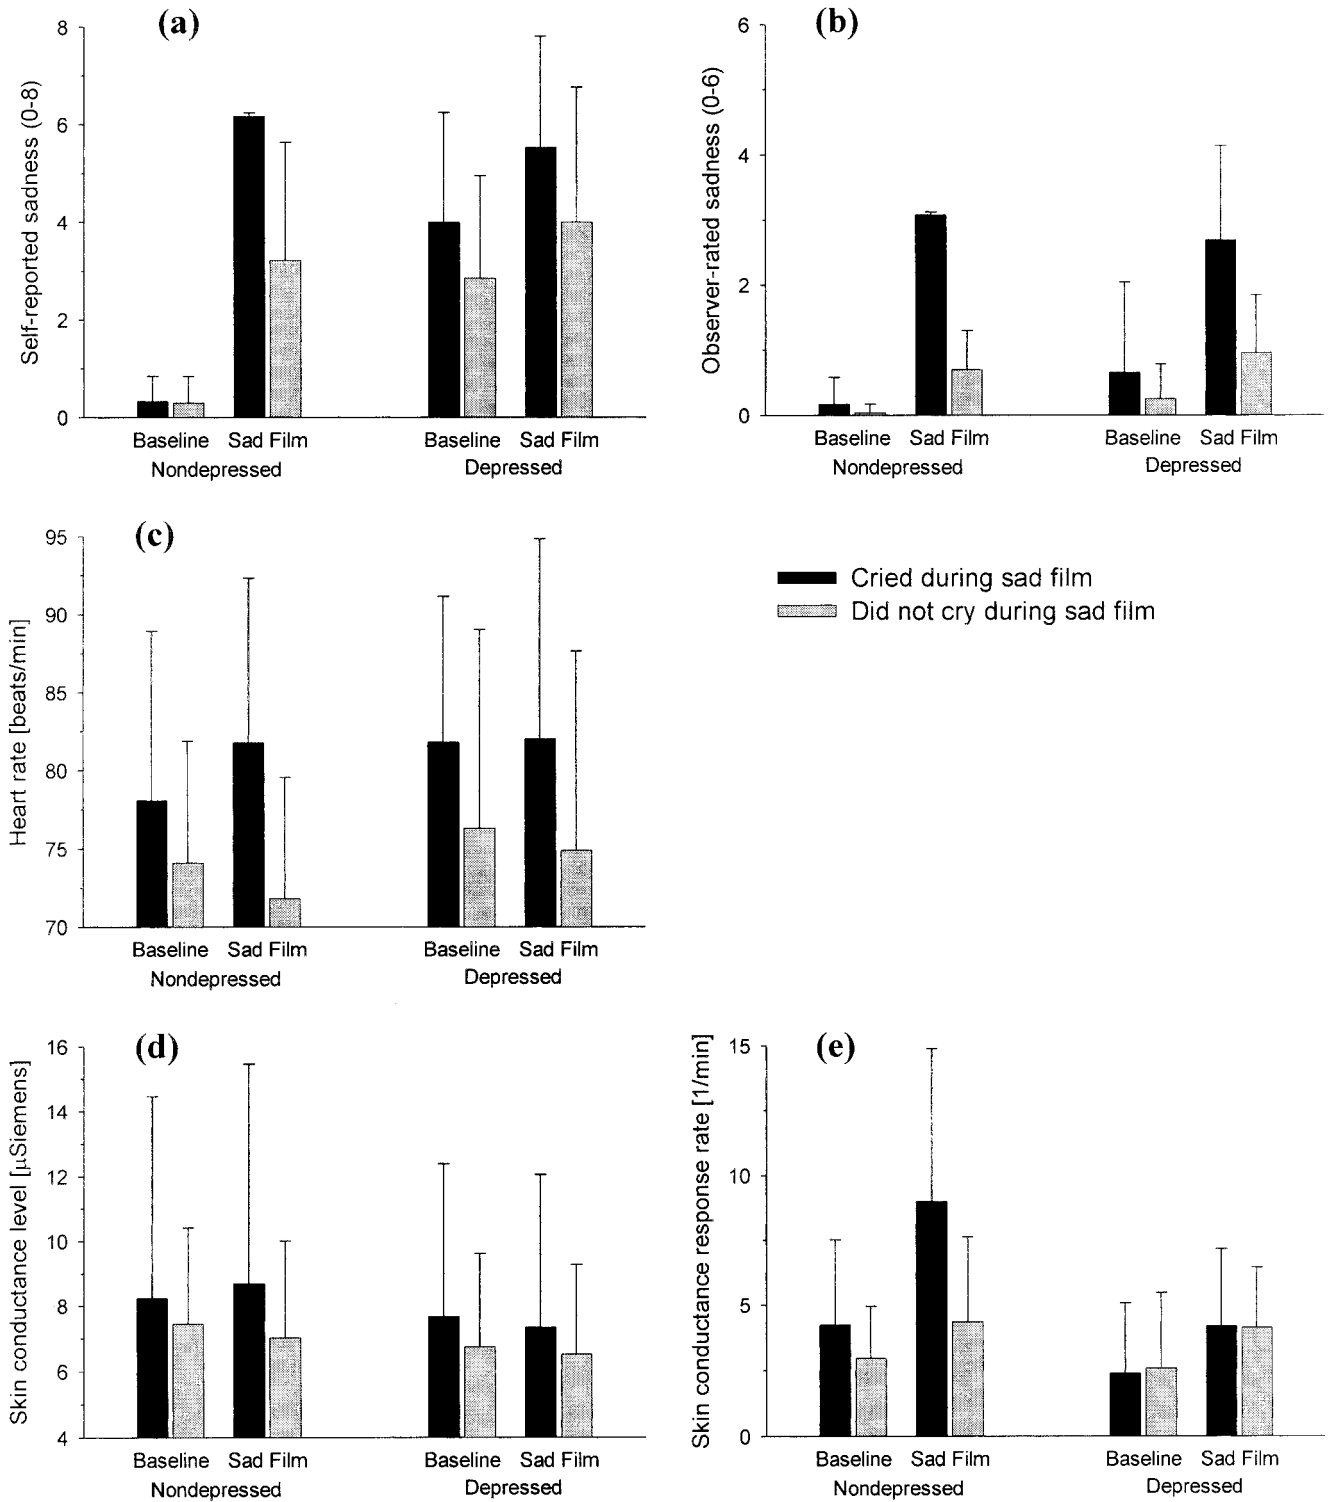 (a)
Self-reported sadness (0-8)
8
6
4
2
0
Baseline Sad Film Baseline Sad Film
Nondepressed Depressed
(b)
Observer-rated sadness (0-6)
6
4
2
0
Baseline Sad Film Baseline Sad Film
Nondepressed Depressed
(c)
Heart rate [beats/min]
95
90
85
80
75
70
Baseline Sad Film Baseline Sad Film
Nondepressed Depressed
Cried during sad film
Did not cry during sad film
(d)
Skin conductance level [µSiemens]
16
14
12
10
8
6
4
Baseline Sad Film Baseline Sad Film
Nondepressed Depressed
(e)
Skin conductance response rate [1/min]
15
10
5
0
Baseline Sad Film Baseline Sad Film
Nondepressed Depressed